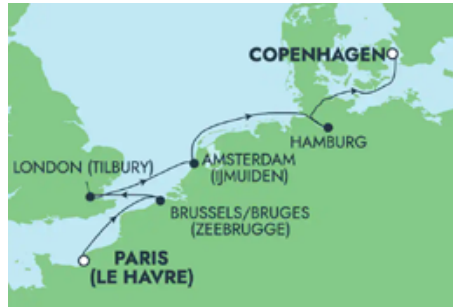 COPENHAGEN
HAMBURG
LONDON (TILBURY)
AMSTERDAM
(IJMUIDEN)
BRUSSELS/BRUGES
(ZEEBRUGGE)
PARIS
(LE HAVRE)